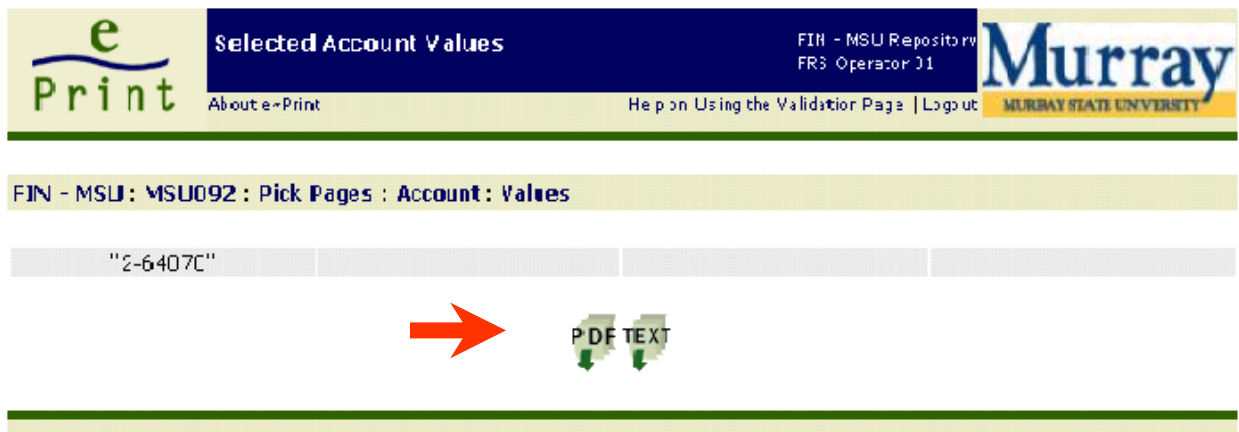 e
Print
Selected Account Values
FIN - MSU Repository
FRS Operator 01
About e~Print
Help on Using the Validation Page | Logout
Murray
MURRAY STATE UNIVERSITY
FIN - MSU : MSU092 : Pick Pages : Account : Values
"2-64070"
PDF TEXT